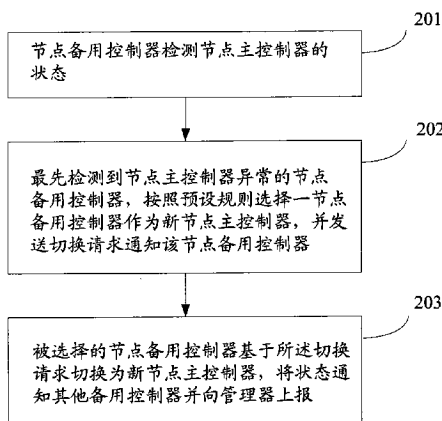 201
节点备用控制器检测节点主控制器的
状态
202
最先检测到节点主控制器异常的节点
备用控制器，按照预设规则选择一节点
备用控制器作为新节点主控制器，并发
送切换请求通知该节点备用控制器
203
被选择的节点备用控制器基于所述切换
请求切换为新节点主控制器，将状态通
知其他备用控制器并向管理器上报